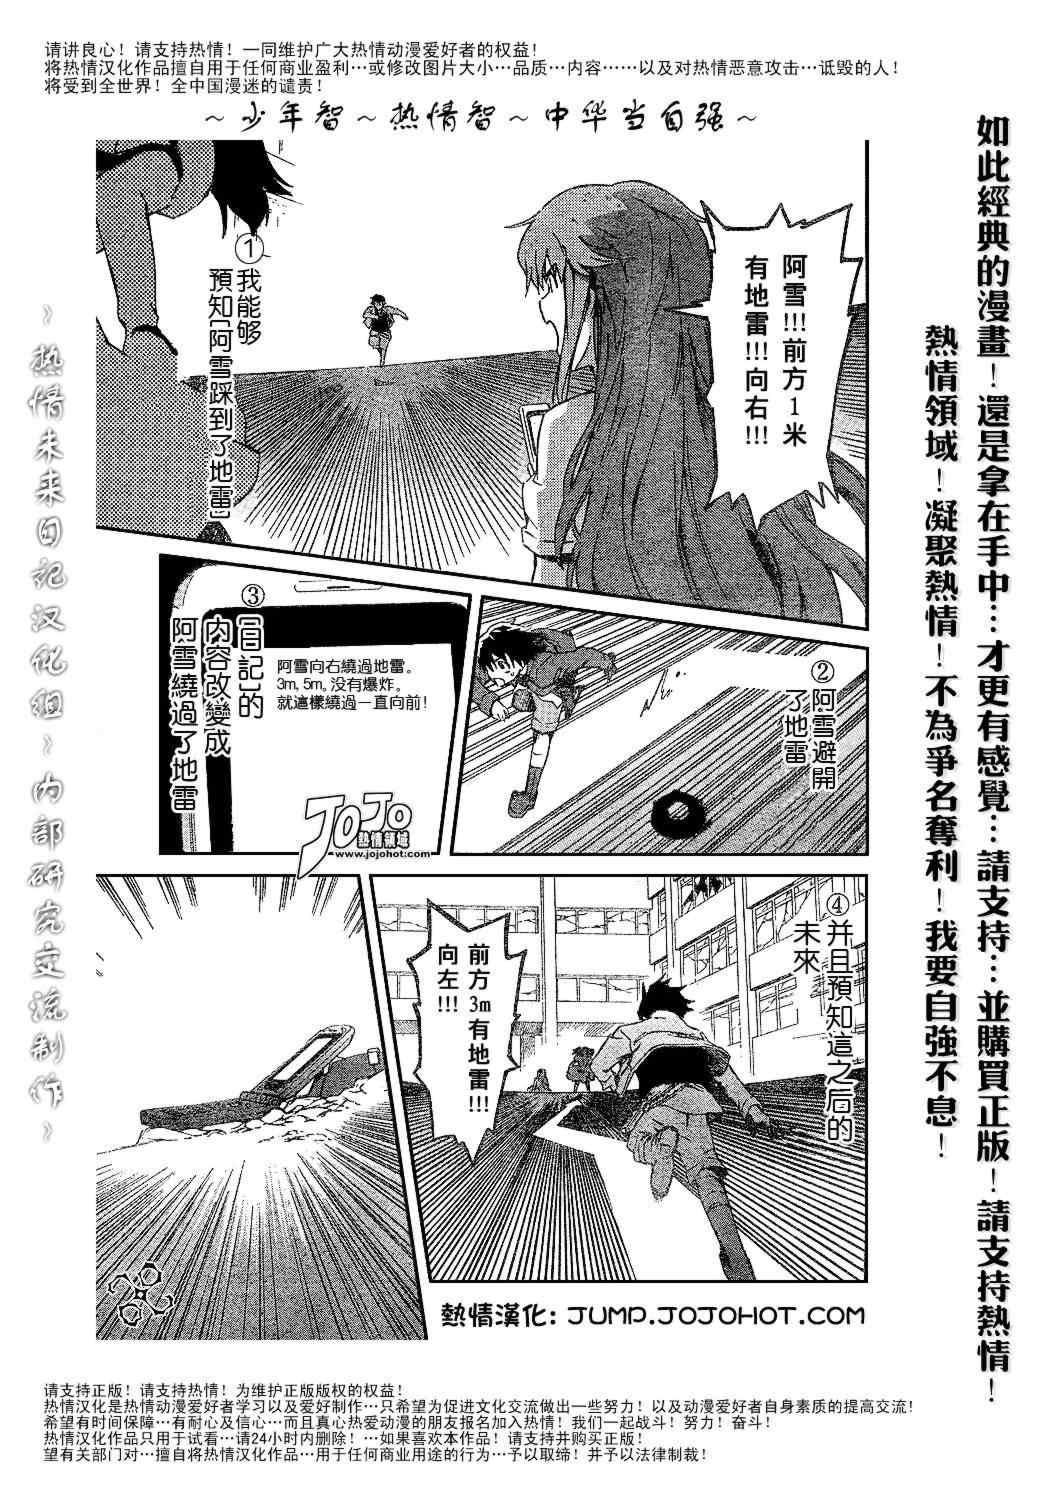 请讲良心！请支持热情！一同维护广大热情动漫爱好者的权益！
将热情汉化作品擅自用于任何商业盈利…或修改图片大小…品质…内容……以及对热情恶意攻击…诋毁的人！
将受到全世界！全中国漫迷的谴责！
～少年智～热情智～中华当自强～
如此經典的漫畫！還是拿在手中…才更有感覺…請支持…並購買正版！請支持熱情！
熱情領域！凝聚熱情！不為爭名奪利！我要自強不息！
～热情未来日记汉化组～内部研究交流制作～
阿雪!!!前方1米
有地雷!!!向右!!!
①我能够
預知[阿雪踩到了地雷]
②阿雪避開
了地雷
③[日記]的
内容改變成
阿雪繞過了地雷
阿雪向右繞過地雷。
3m,5m,没有爆炸。
就這樣繞過一直向前！
JOJO
熱情領域
www.jojohot.com
④并且預知這之后的
未來
前方3m有地雷!!!
向左!!!
熱情漢化: JUMP.JOJOHOT.COM
请支持正版！请支持热情！为维护正版版权的权益！
热情汉化是热情动漫爱好者学习以及爱好制作…只希望为促进文化交流做出一些努力！以及动漫爱好者自身素质的提高交流！
希望有时间保障…有耐心及信心…而且真心热爱动漫的朋友报名加入热情！我们一起战斗！努力！奋斗！
热情汉化作品只用于试看…请24小时内删除！…如果喜欢本作品！请支持并购买正版！
望有关部门对…擅自将热情汉化作品…用于任何商业用途的行为…予以取缔！并予以法律制裁！